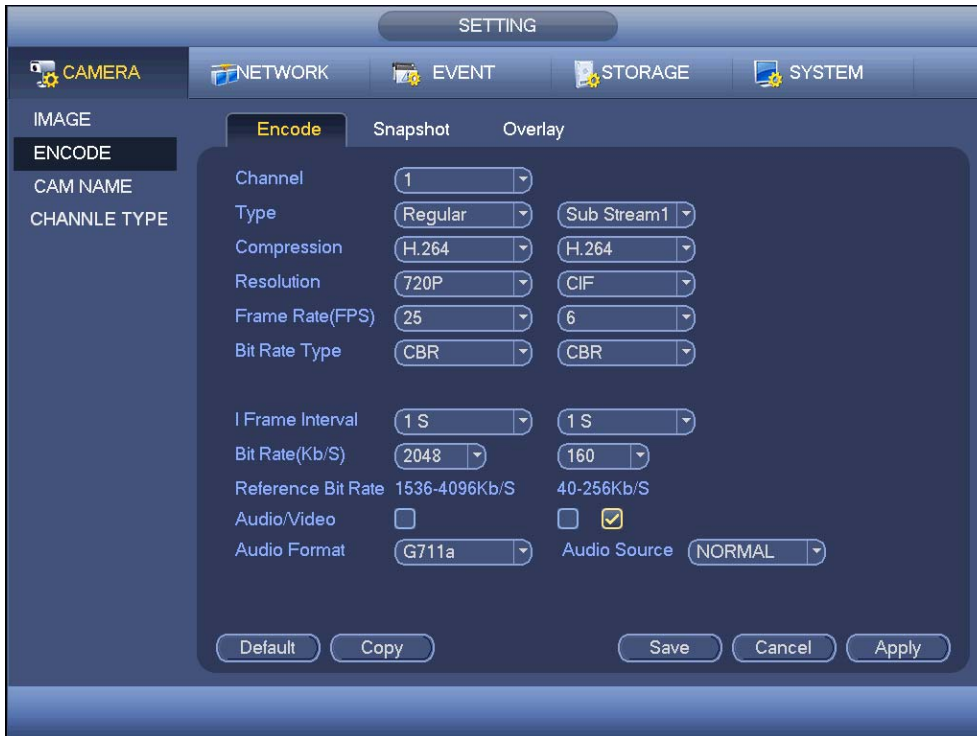 SETTING
CAMERA NETWORK EVENT STORAGE SYSTEM
IMAGE
ENCODE
CAM NAME
CHANNLE TYPE
Encode Snapshot Overlay
Channel 1
Type Regular Sub Stream1
Compression H.264 H.264
Resolution 720P CIF
Frame Rate(FPS) 25 6
Bit Rate Type CBR CBR
I Frame Interval 1 S 1 S
Bit Rate(Kb/S) 2048 160
Reference Bit Rate 1536-4096Kb/S 40-256Kb/S
Audio/Video
Audio Format G711a Audio Source NORMAL
Default Copy Save Cancel Apply